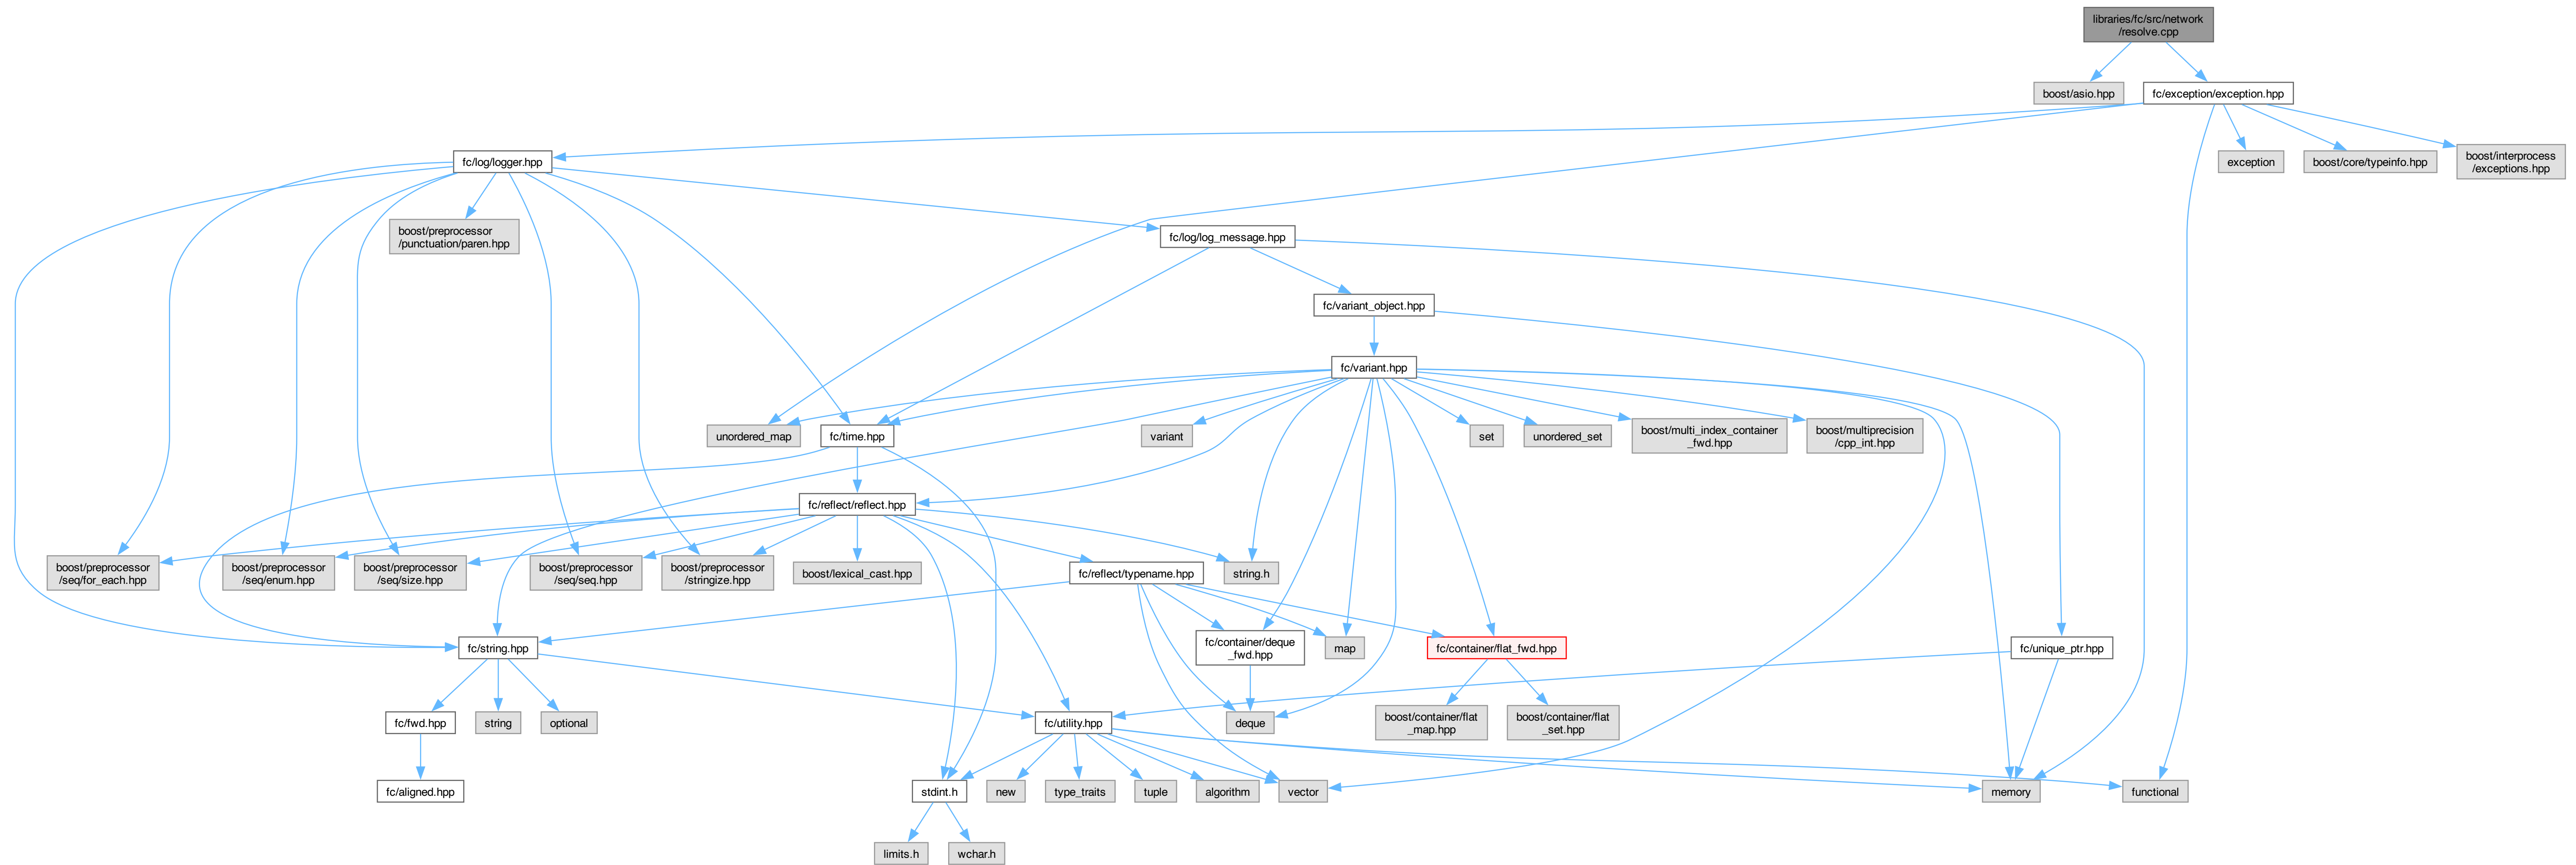 libraries/fc/src/network
/resolve.cpp
boost/asio.hpp
fc/exception/exception.hpp
fc/log/logger.hpp
exception
boost/core/typeinfo.hpp
boost/interprocess
/exceptions.hpp
boost/preprocessor
/punctuation/paren.hpp
fc/log/log_message.hpp
fc/variant_object.hpp
fc/variant.hpp
unordered_map
fc/time.hpp
variant
set
unordered_set
boost/multi_index_container
_fwd.hpp
boost/multiprecision
/cpp_int.hpp
fc/reflect/reflect.hpp
boost/preprocessor
/seq/for_each.hpp
boost/preprocessor
/seq/enum.hpp
boost/preprocessor
/seq/size.hpp
boost/preprocessor
/seq/seq.hpp
boost/preprocessor
/stringize.hpp
boost/lexical_cast.hpp
fc/reflect/typename.hpp
string.h
fc/string.hpp
fc/container/deque
_fwd.hpp
map
fc/container/flat_fwd.hpp
fc/unique_ptr.hpp
fc/fwd.hpp
string
optional
fc/utility.hpp
deque
boost/container/flat
_map.hpp
boost/container/flat
_set.hpp
fc/aligned.hpp
stdint.h
new
type_traits
tuple
algorithm
vector
memory
functional
limits.h
wchar.h